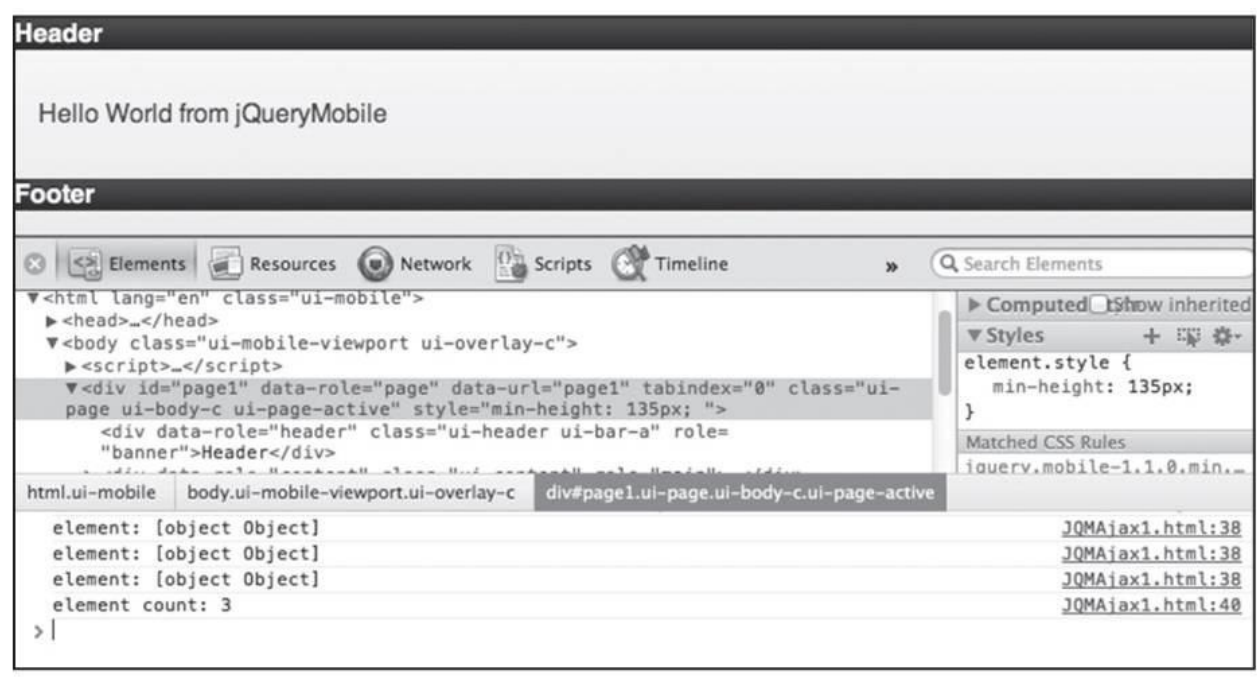 Header
Hello World from jQueryMobile
Footer
Elements Resources Network Scripts Timeline » Search Elements
▼<html lang="en" class="ui-mobile">
▶<head>…</head>
▼<body class="ui-mobile-viewport ui-overlay-c">
▶<script>…</script>
▼<div id="page1" data-role="page" data-url="page1" tabindex="0" class="ui-
page ui-body-c ui-page-active" style="min-height: 135px; ">
<div data-role="header" class="ui-header ui-bar-a" role=
"banner">Header</div>
▶ Computed Show inherited
▼ Styles
element.style {
min-height: 135px;
}
Matched CSS Rules
jquery.mobile-1.1.0.min.…
html.ui-mobile body.ui-mobile-viewport.ui-overlay-c div#page1.ui-page.ui-body-c.ui-page-active
element: [object Object] JQMAjax1.html:38
element: [object Object] JQMAjax1.html:38
element: [object Object] JQMAjax1.html:38
element count: 3 JQMAjax1.html:40
>